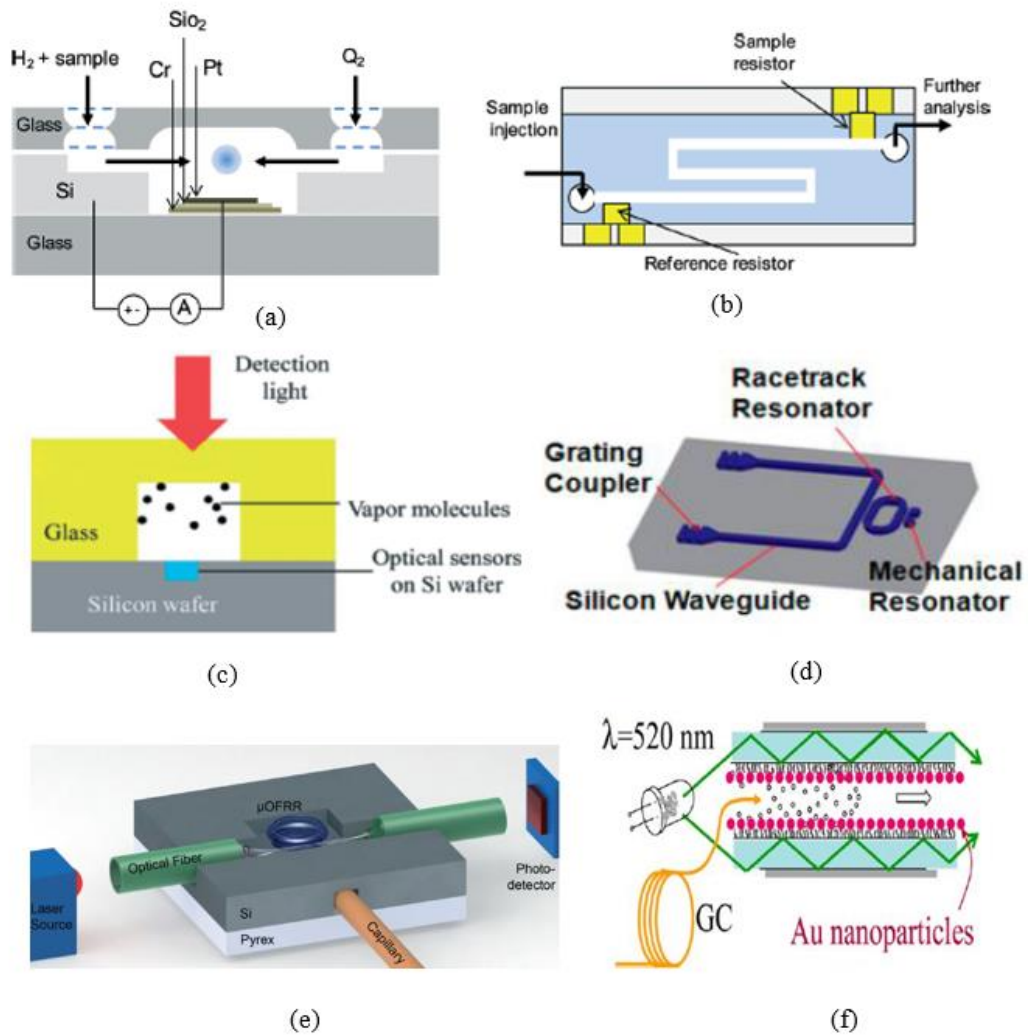 Sio₂
H₂ + sample
Cr
Pt
Q₂
Glass
Si
Glass
+-
A
(a)
Sample
resistor
Further
analysis
Sample
injection
Reference resistor
(b)
Detection
light
Vapor molecules
Glass
Optical sensors
on Si wafer
Silicon wafer
(c)
Racetrack
Resonator
Grating
Coupler
Mechanical
Resonator
Silicon Waveguide
(d)
μOFRR
Optical Fiber
Photo-
detector
Laser
Source
Si
Pyrex
Capillary
(e)
λ=520 nm
GC
Au nanoparticles
(f)